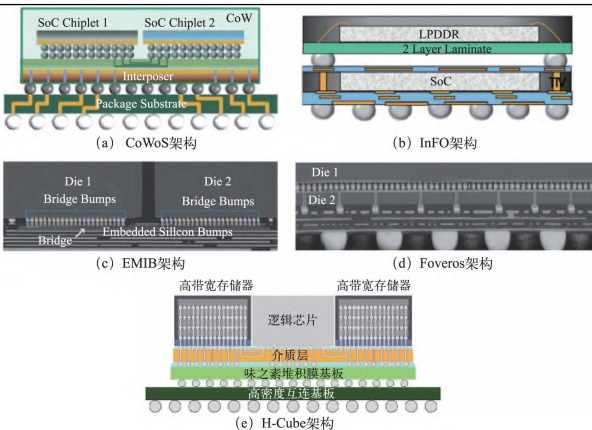 SoC Chiplet 1
SoC Chiplet 2
CoW
Interposer
Package Substrate
(a) CoWoS架构
LPDDR
2 Layer Laminate
SoC
TIV
(b) InFO架构
Die 1
Die 2
Bridge Bumps
Bridge Bumps
Bridge
Embedded Sillcon Bumps
(c) EMIB架构
Die 1
Die 2
(d) Foveros架构
高带宽存储器
高带宽存储器
逻辑芯片
介质层
味之素堆积膜基板
高密度互连基板
(e) H-Cube架构